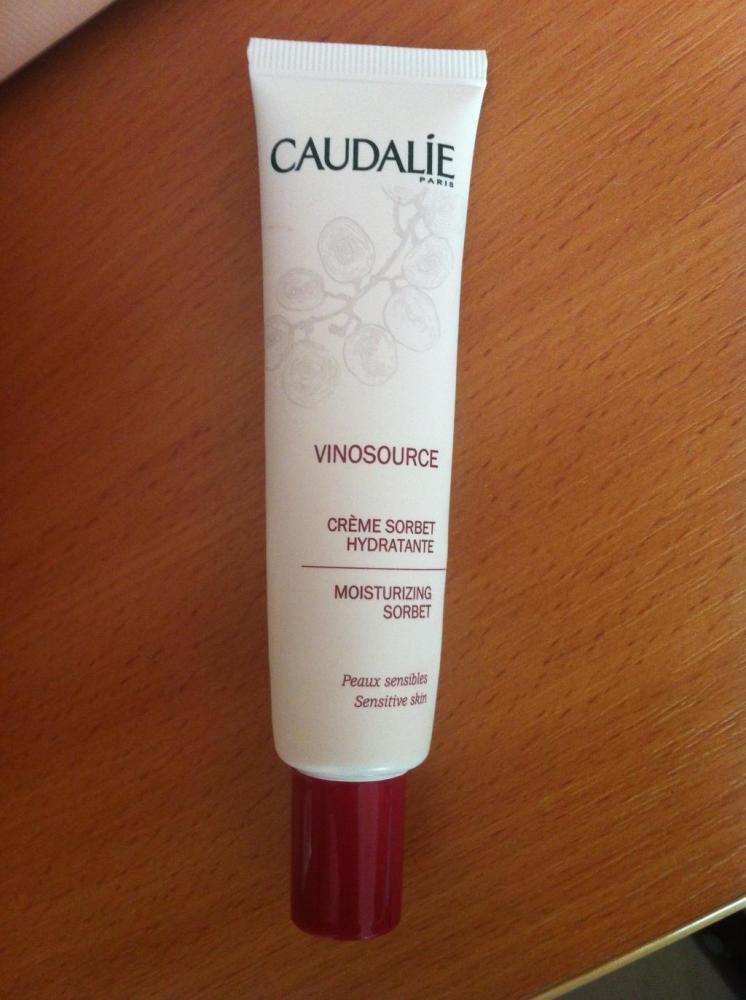 CAUDALÍE
PARIS
VINOSOURCE
CRÈME SORBET
HYDRATANTE
MOISTURIZING
SORBET
Peaux sensibles
Sensitive skin